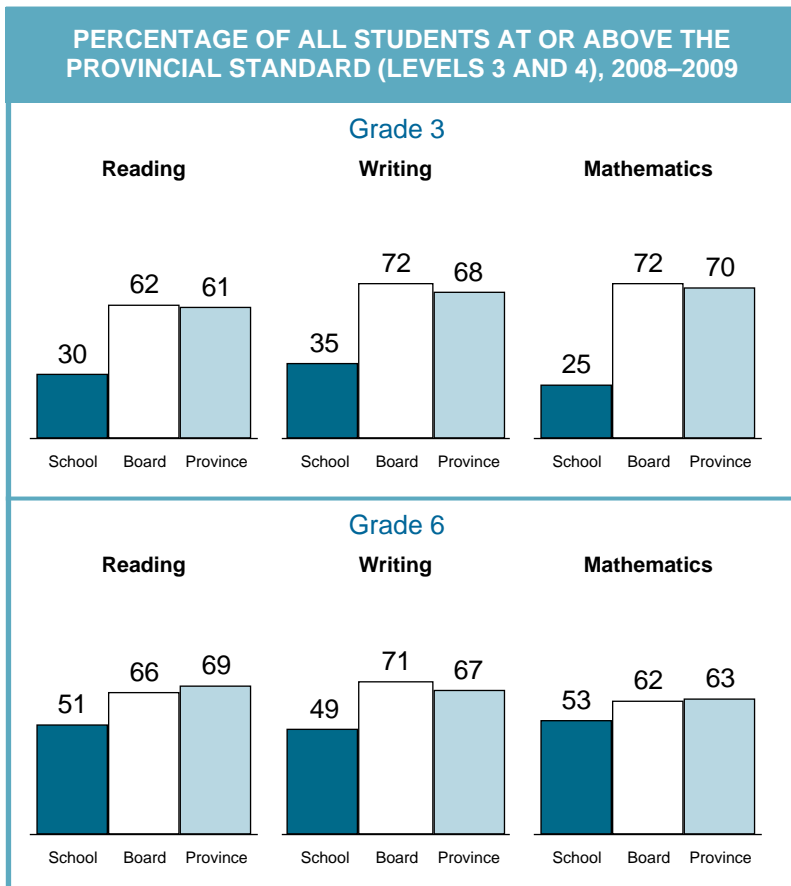 PERCENTAGE OF ALL STUDENTS AT OR ABOVE THE
PROVINCIAL STANDARD (LEVELS 3 AND 4), 2008–2009
Grade 3
Reading
30
62
61
School Board Province
Writing
35
72
68
School Board Province
Mathematics
25
72
70
School Board Province
Grade 6
Reading
51
66
69
School Board Province
Writing
49
71
67
School Board Province
Mathematics
53
62
63
School Board Province